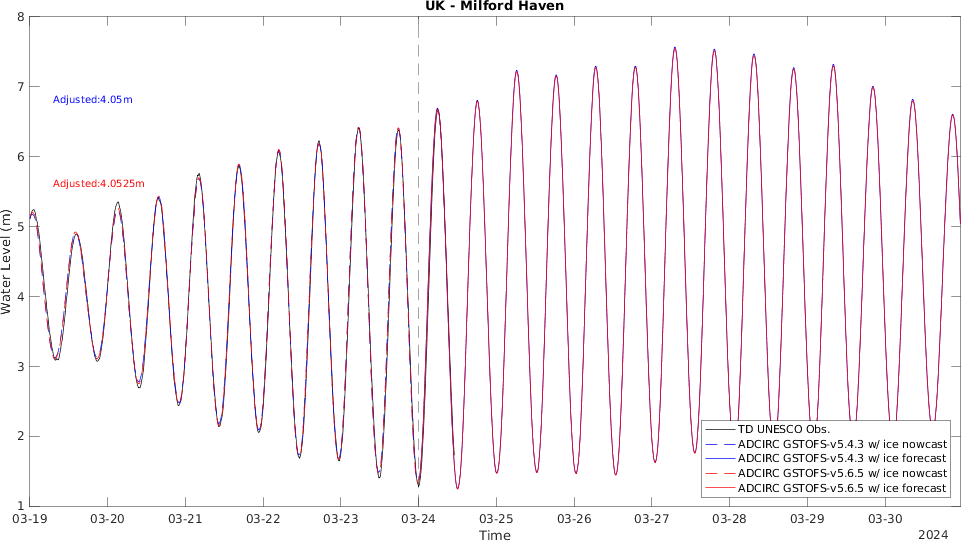 UK - Milford Haven
8
7
Adjusted:4.05m
6
Adjusted:4.0525m
5
Water Level (m)
4
3
2
TD UNESCO Obs.
ADCIRC GSTOFS-v5.4.3 w/ ice nowcast
ADCIRC GSTOFS-v5.4.3 w/ ice forecast
ADCIRC GSTOFS-v5.6.5 w/ ice nowcast
ADCIRC GSTOFS-v5.6.5 w/ ice forecast
1
03-19 03-20 03-21 03-22 03-23 03-24 03-25 03-26 03-27 03-28 03-29 03-30
Time
2024